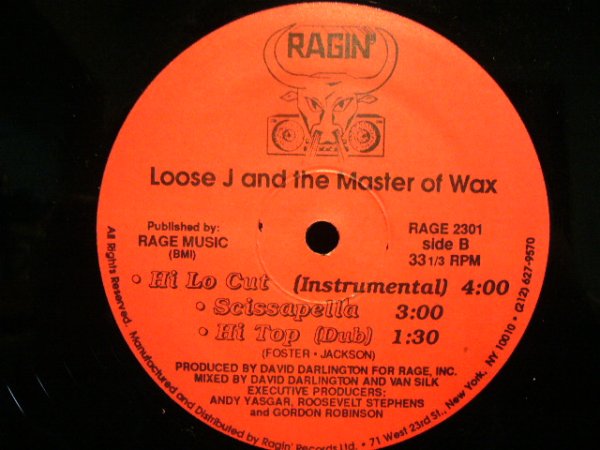 RAGIN'
Loose J and the Master of Wax
Published by:
RAGE MUSIC
(BMI)
RAGE 2301
side B
33 1/3 RPM
• Hi Lo Cut (Instrumental) 4:00
• Scissapella 3:00
• Hi Top (Dub) 1:30
(FOSTER • JACKSON)
PRODUCED BY DAVID DARLINGTON FOR RAGE, INC.
MIXED BY DAVID DARLINGTON AND VAN SILK
EXECUTIVE PRODUCERS:
ANDY YASGAR, ROOSEVELT STEPHENS
and GORDON ROBINSON
All Rights Reserved. Manufactured and Distributed by Ragin' Records Ltd. • 71 West 23rd St., New York, NY 10010 • (212) 627-9570